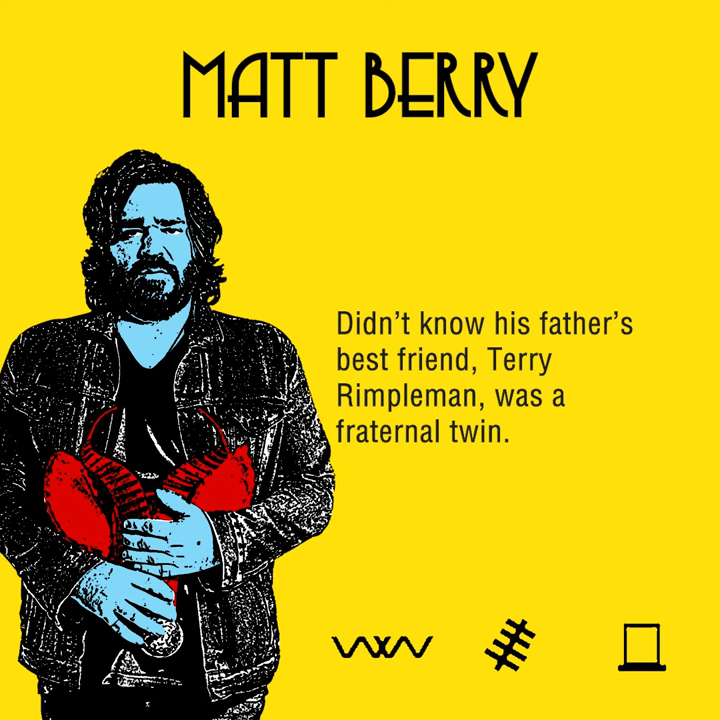 MATT BERRY
Didn't know his father's
best friend, Terry
Rimpleman, was a
fraternal twin.